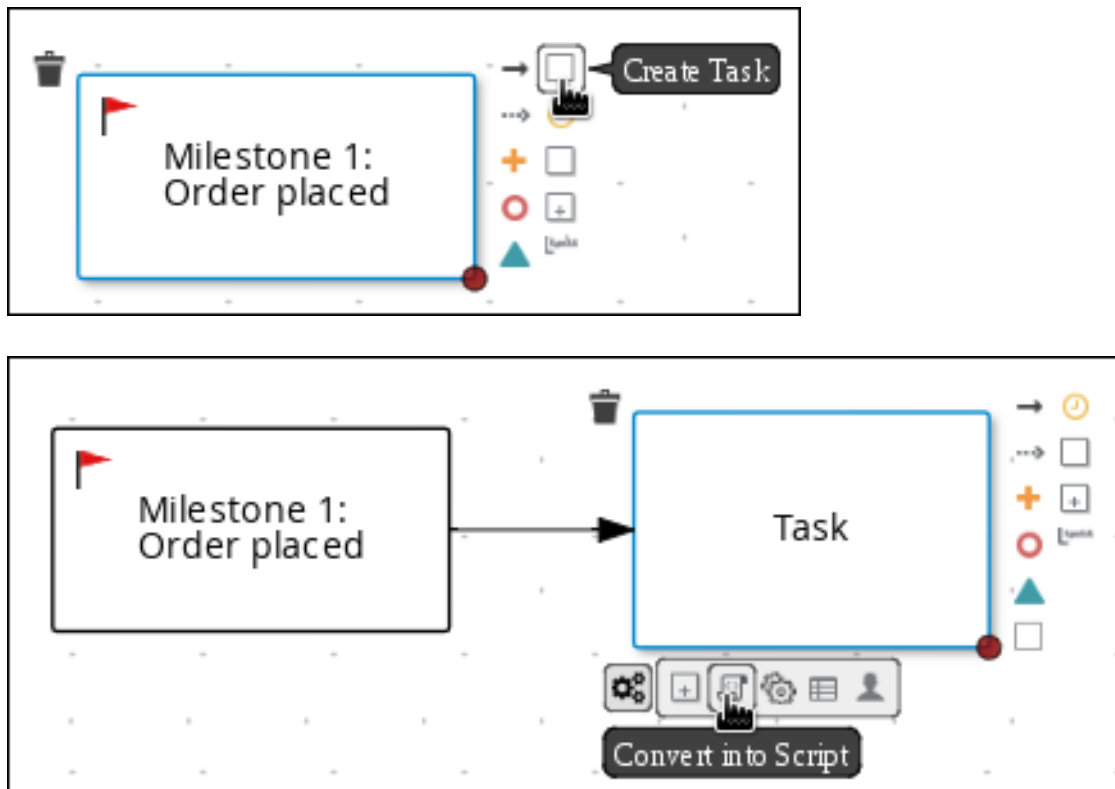 Create Task
Milestone 1:
Order placed
Milestone 1:
Order placed
Task
Convert into Script